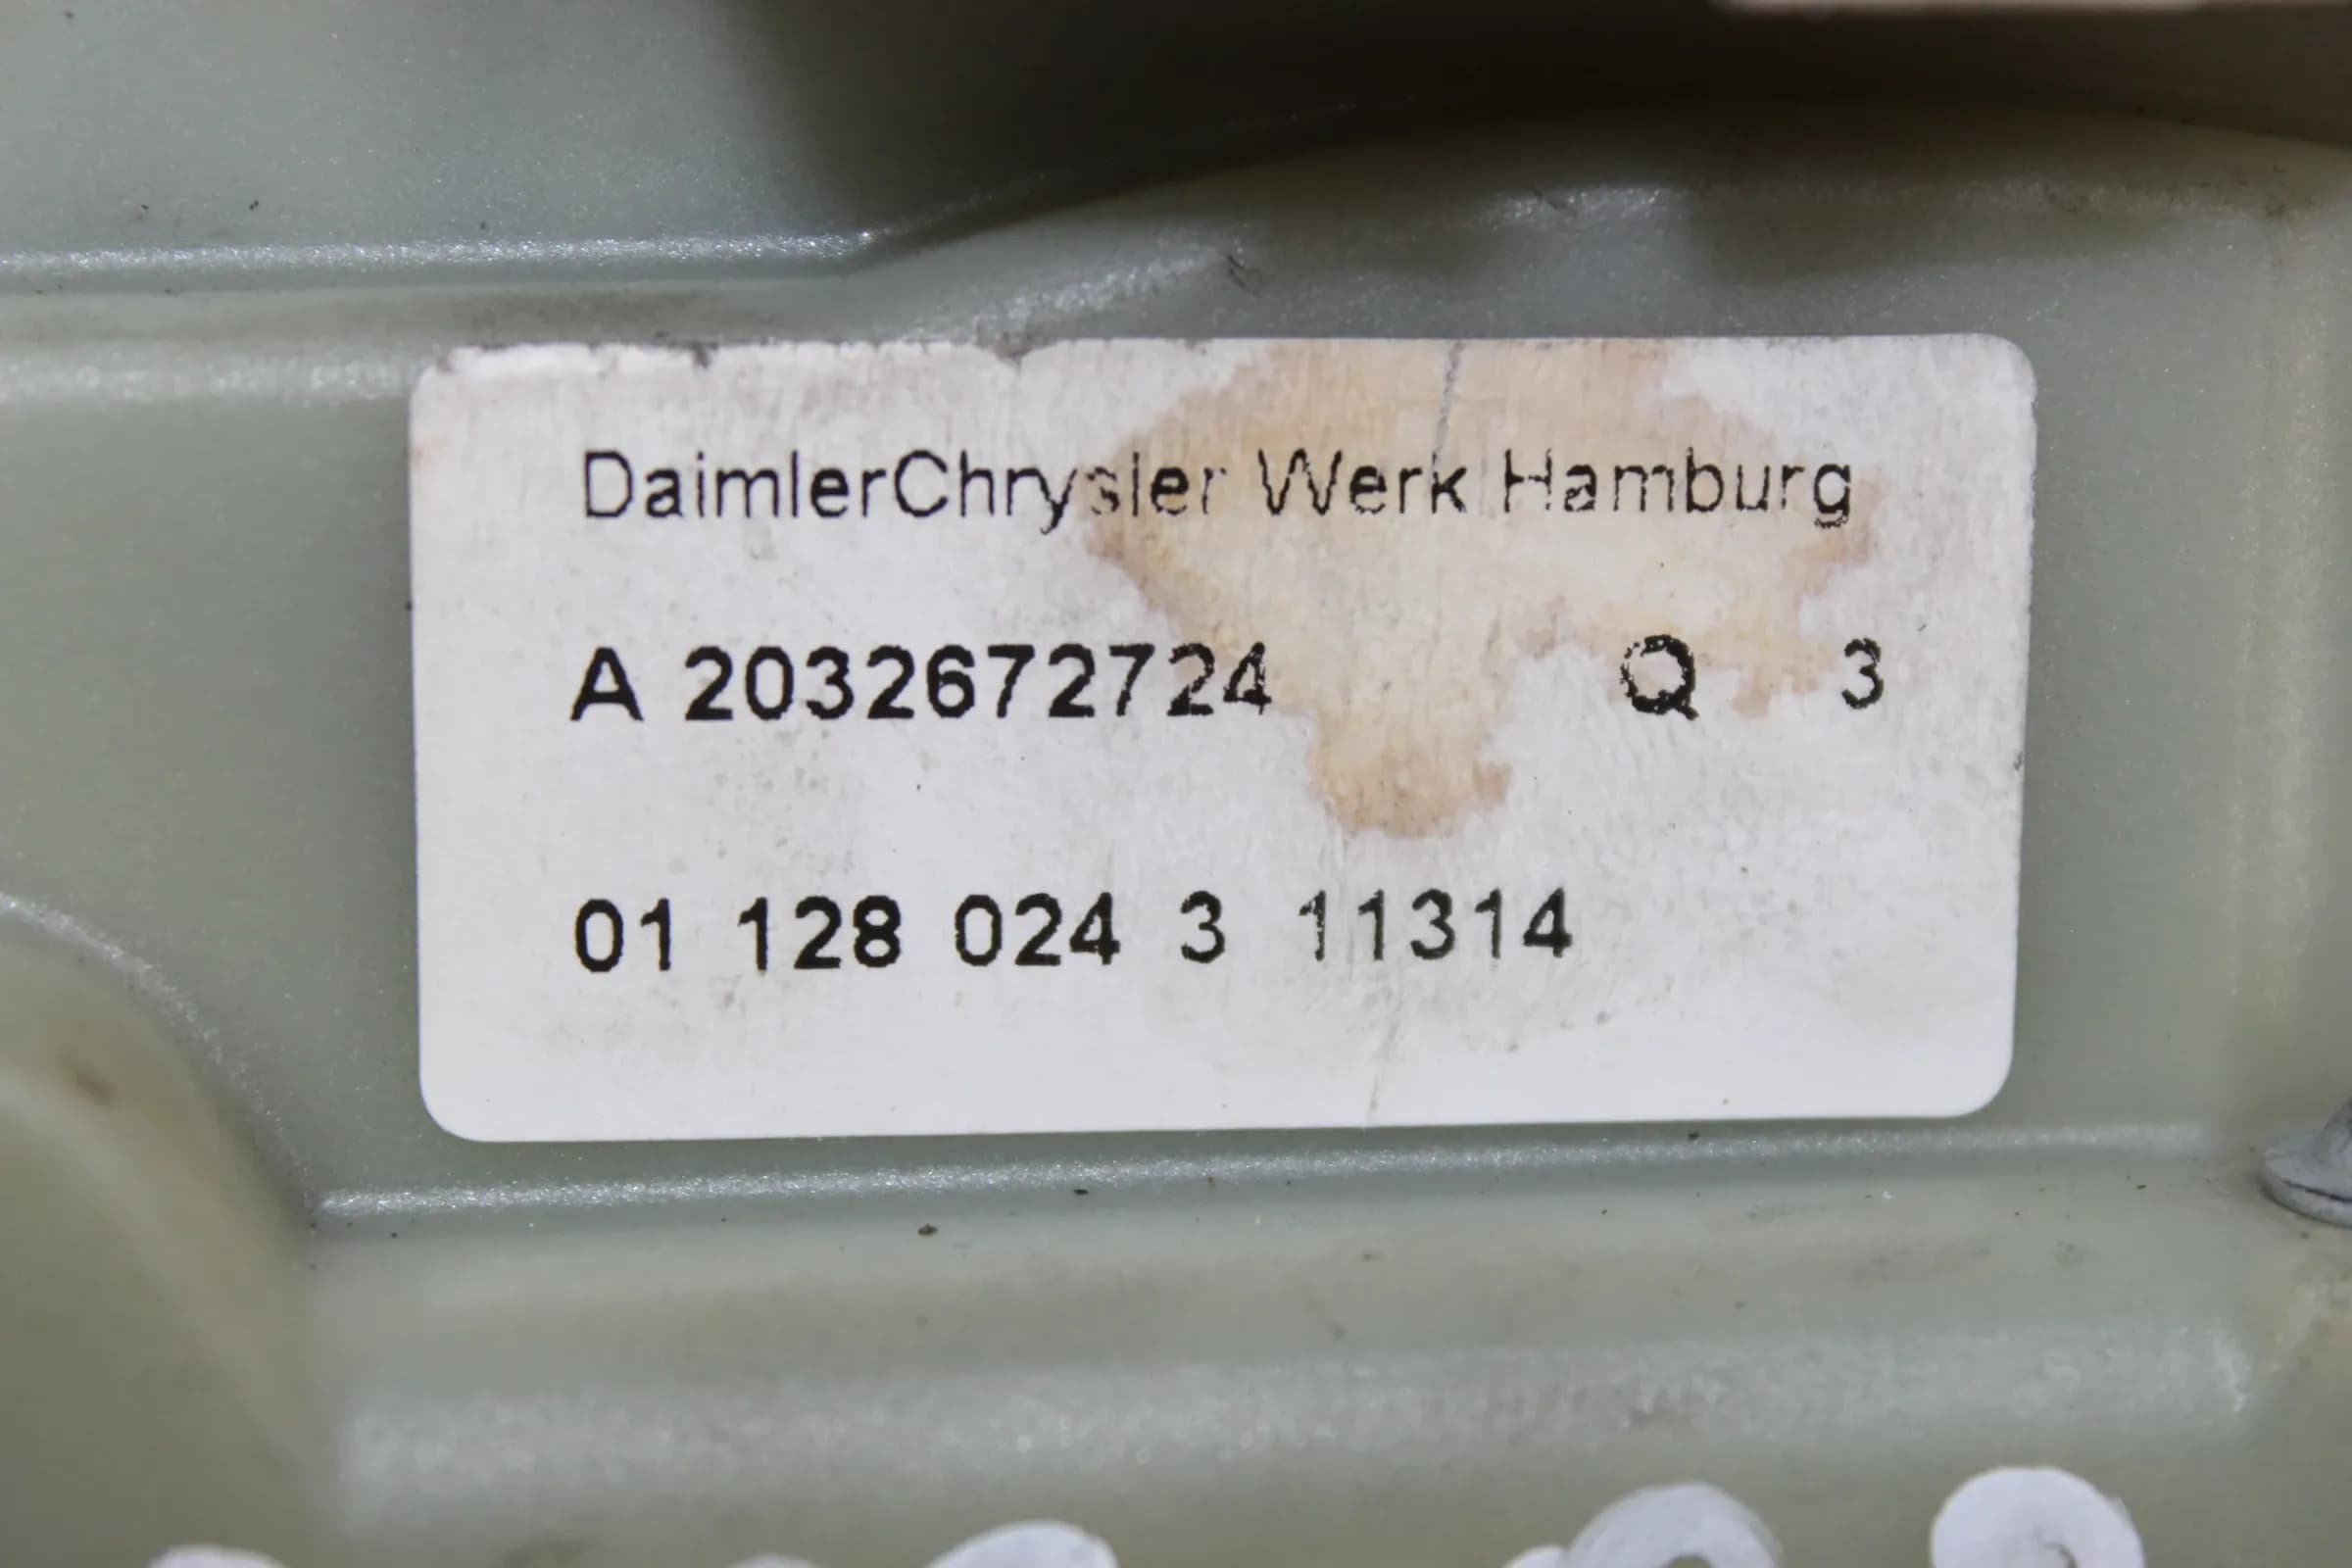 DaimlerChrysler Werk Hamburg
A 2032672724 Q 3
01 128 024 3 11314